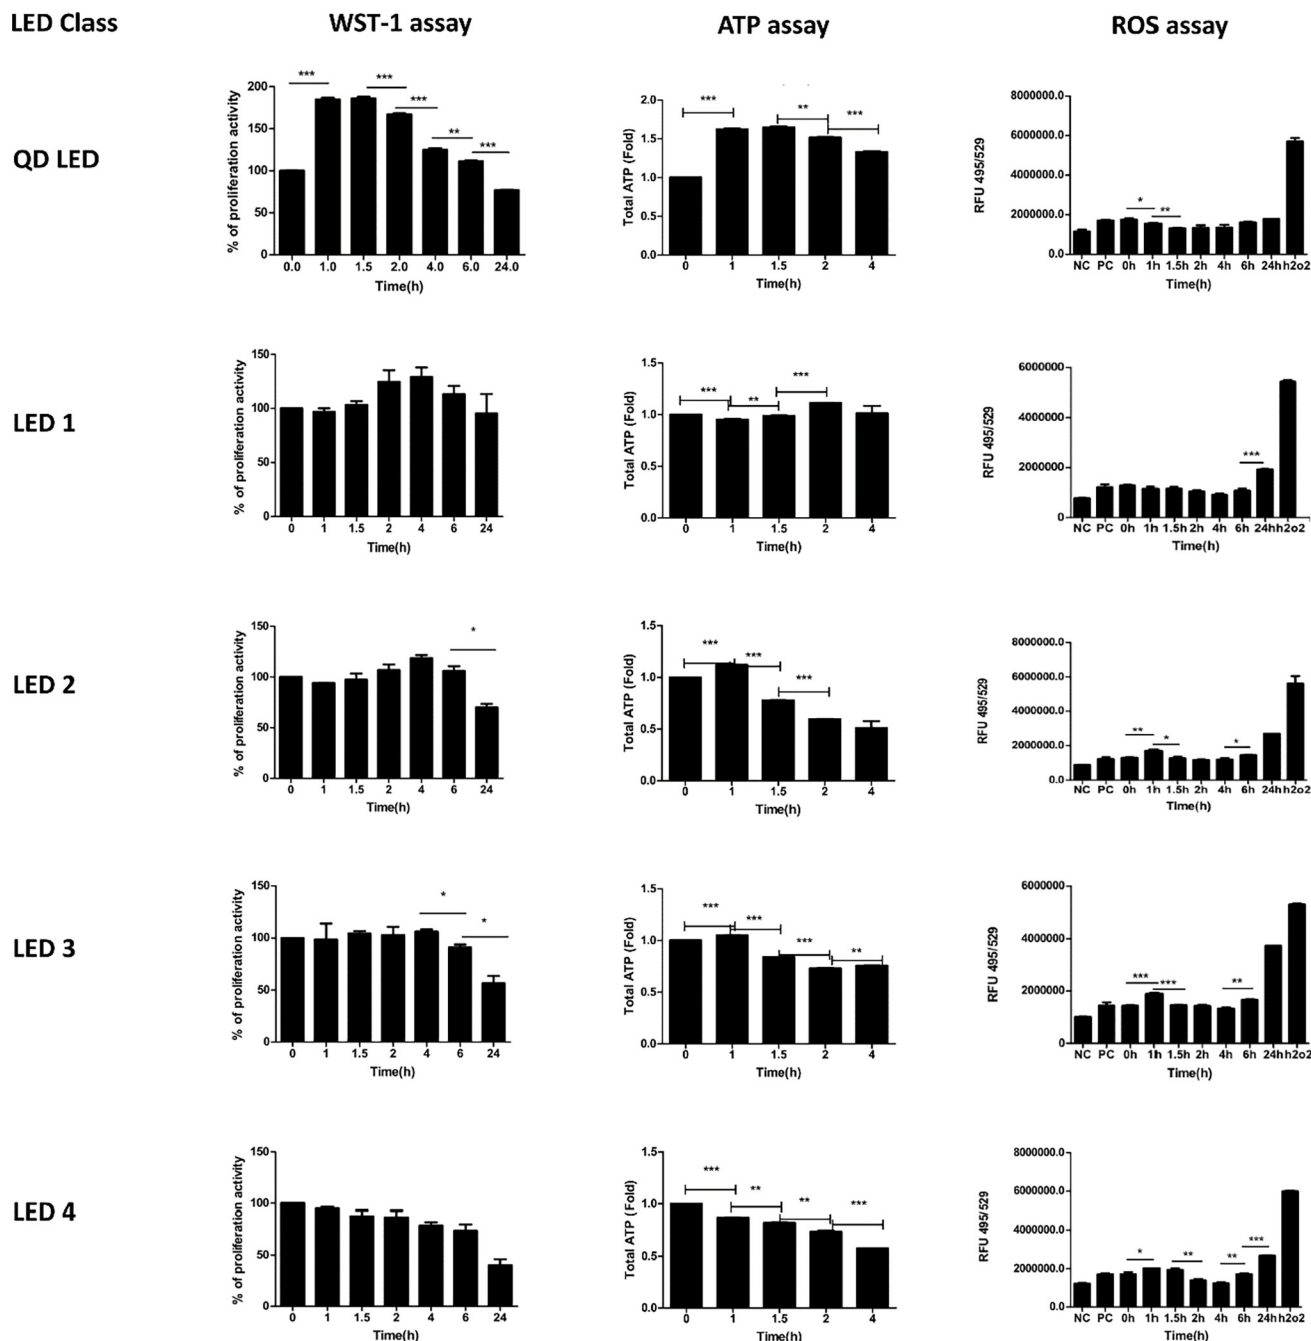 LED Class WST-1 assay ATP assay ROS assay
QD LED
% of proliferation activity
200
150
100
50
0
*** *** *** ** ***
0.0 1.0 1.5 2.0 4.0 6.0 24.0
Time(h)
Total ATP (Fold)
2.0
1.5
1.0
0.5
0.0
*** ** ***
0 1 1.5 2 4
Time(h)
RFU 495/529
8000000.0
6000000.0
4000000.0
2000000.0
0.0
* **
NC PC 0h 1h 1.5h 2h 4h 6h 24hh2o2
Time(h)
LED 1
% of proliferation activity
150
100
50
0
0 1 1.5 2 4 6 24
Time(h)
Total ATP (Fold)
1.5
1.0
0.5
0.0
*** ** ***
0 1 1.5 2 4
Time(h)
RFU 495/529
6000000
4000000
2000000
0
***
NC PC 0h 1h 1.5h 2h 4h 6h 24hh2o2
Time(h)
LED 2
% of proliferation activity
150
100
50
0
*
0 1 1.5 2 4 6 24
Time(h)
Total ATP (Fold)
1.5
1.0
0.5
0.0
*** *** ***
0 1 1.5 2 4
Time(h)
RFU 495/529
8000000.0
6000000.0
4000000.0
2000000.0
0.0
** * *
NC PC 0h 1h 1.5h 2h 4h 6h 24h h2o2
Time(h)
LED 3
% of proliferation activity
150
100
50
0
* *
0 1 1.5 2 4 6 24
Time(h)
Total ATP (Fold)
1.5
1.0
0.5
0.0
*** *** *** **
0 1 1.5 2 4
Time(h)
RFU 495/529
6000000
4000000
2000000
0
*** *** **
NC PC 0h 1h 1.5h 2h 4h 6h 24h h2o2
Time(h)
LED 4
% of proliferation activity
150
100
50
0
0 1 1.5 2 4 6 24
Time(h)
Total ATP (Fold)
1.5
1.0
0.5
0.0
*** ** ** ***
0 1 1.5 2 4
Time(h)
RFU 495/529
8000000.0
6000000.0
4000000.0
2000000.0
0.0
* ** ** ***
NC PC 0h 1h 1.5h 2h 4h 6h 24h h2o2
Time(h)